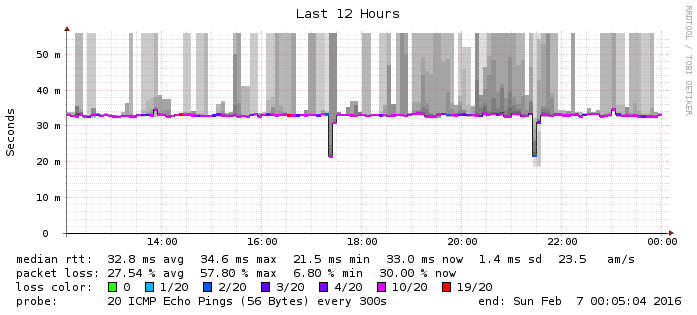 Last 12 Hours
RRDTOOL / TOBI OETIKER
Seconds
50 m
40 m
30 m
20 m
10 m
0
14:00 16:00 18:00 20:00 22:00 00:00
median rtt: 32.8 ms avg 34.6 ms max 21.5 ms min 33.0 ms now 1.4 ms sd 23.5 am/s
packet loss: 27.54 % avg 57.80 % max 6.80 % min 30.00 % now
loss color: 0 1/20 2/20 3/20 4/20 10/20 19/20
probe: 20 ICMP Echo Pings (56 Bytes) every 300s end: Sun Feb 7 00:05:04 2016